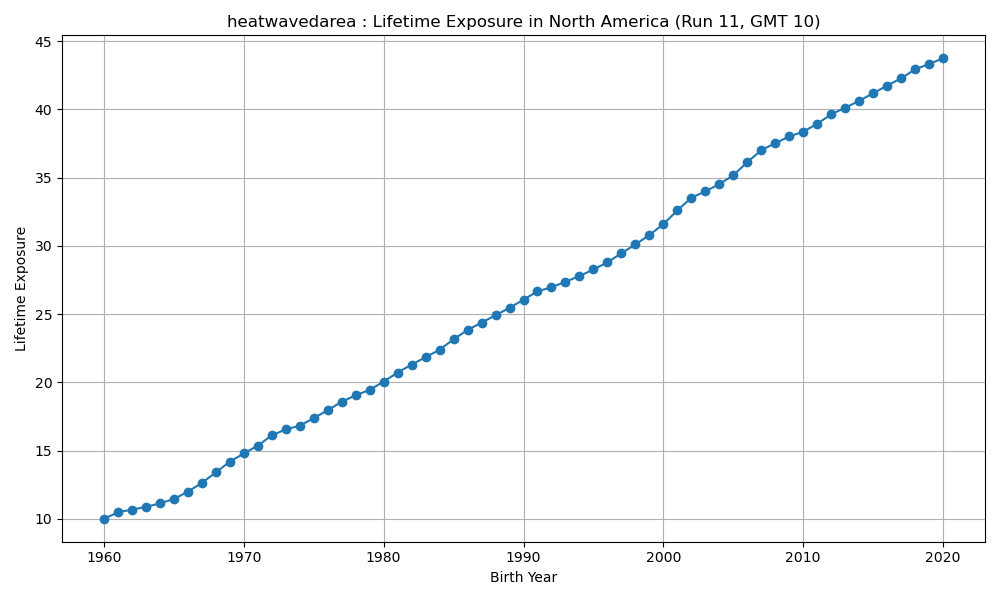 heatwavedarea : Lifetime Exposure in North America (Run 11, GMT 10)
45
40
35
30
25
20
15
10
Lifetime Exposure
1960 1970 1980 1990 2000 2010 2020
Birth Year